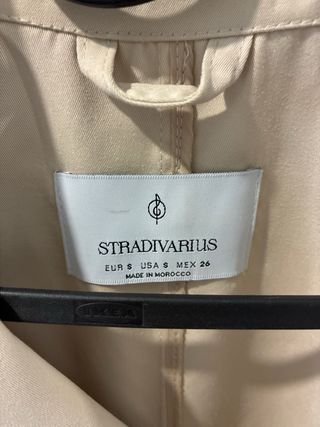 STRADIVARIUS
EUR S USA S MEX 26
MADE IN MOROCCO
IKEA